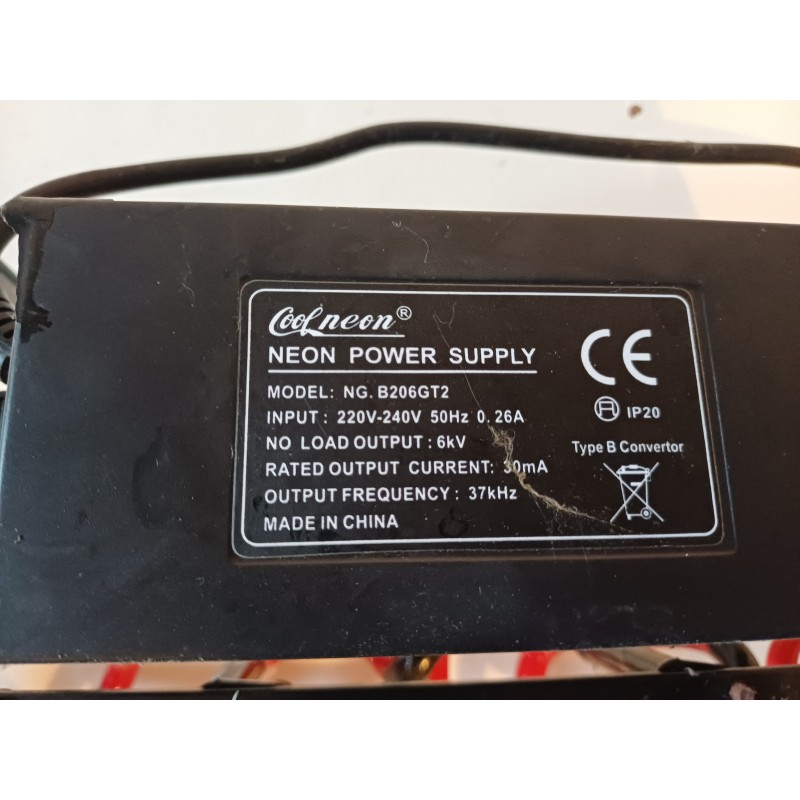 Coolneon®
NEON POWER SUPPLY
MODEL: NG. B206GT2
INPUT : 220V-240V 50Hz 0. 26A
NO LOAD OUTPUT : 6kV
RATED OUTPUT CURRENT: 30mA
OUTPUT FREQUENCY : 37kHz
MADE IN CHINA
CE
IP20
Type B Convertor